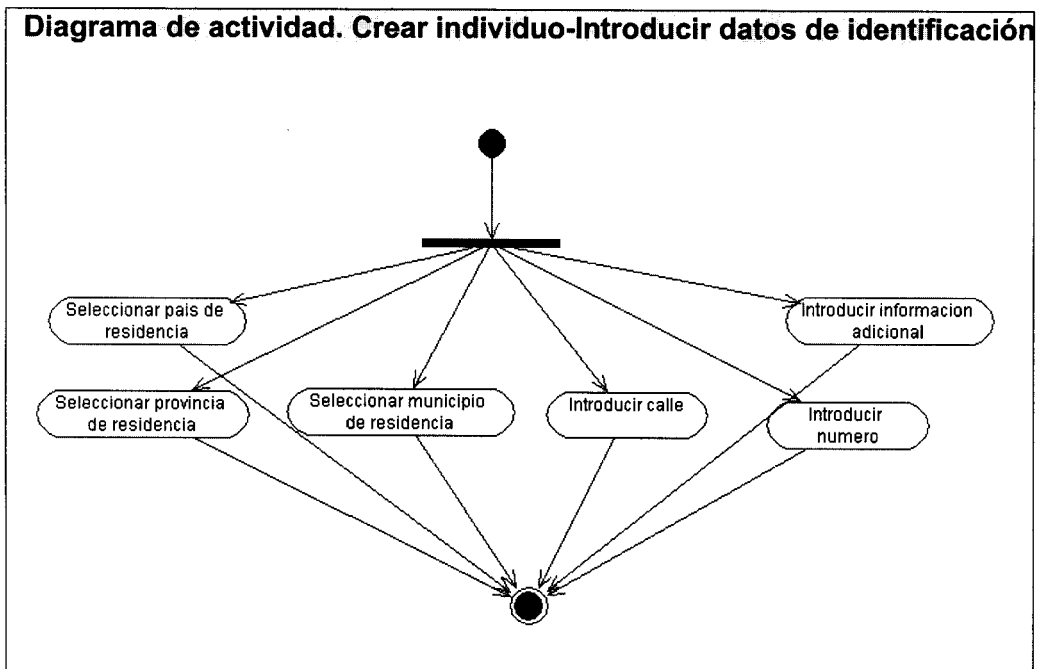 Diagrama de actividad. Crear individuo-Introducir datos de identificación
Seleccionar pais de
residencia
Introducir informacion
adicional
Seleccionar provincia
de residencia
Seleccionar municipio
de residencia
Introducir calle
Introducir
numero